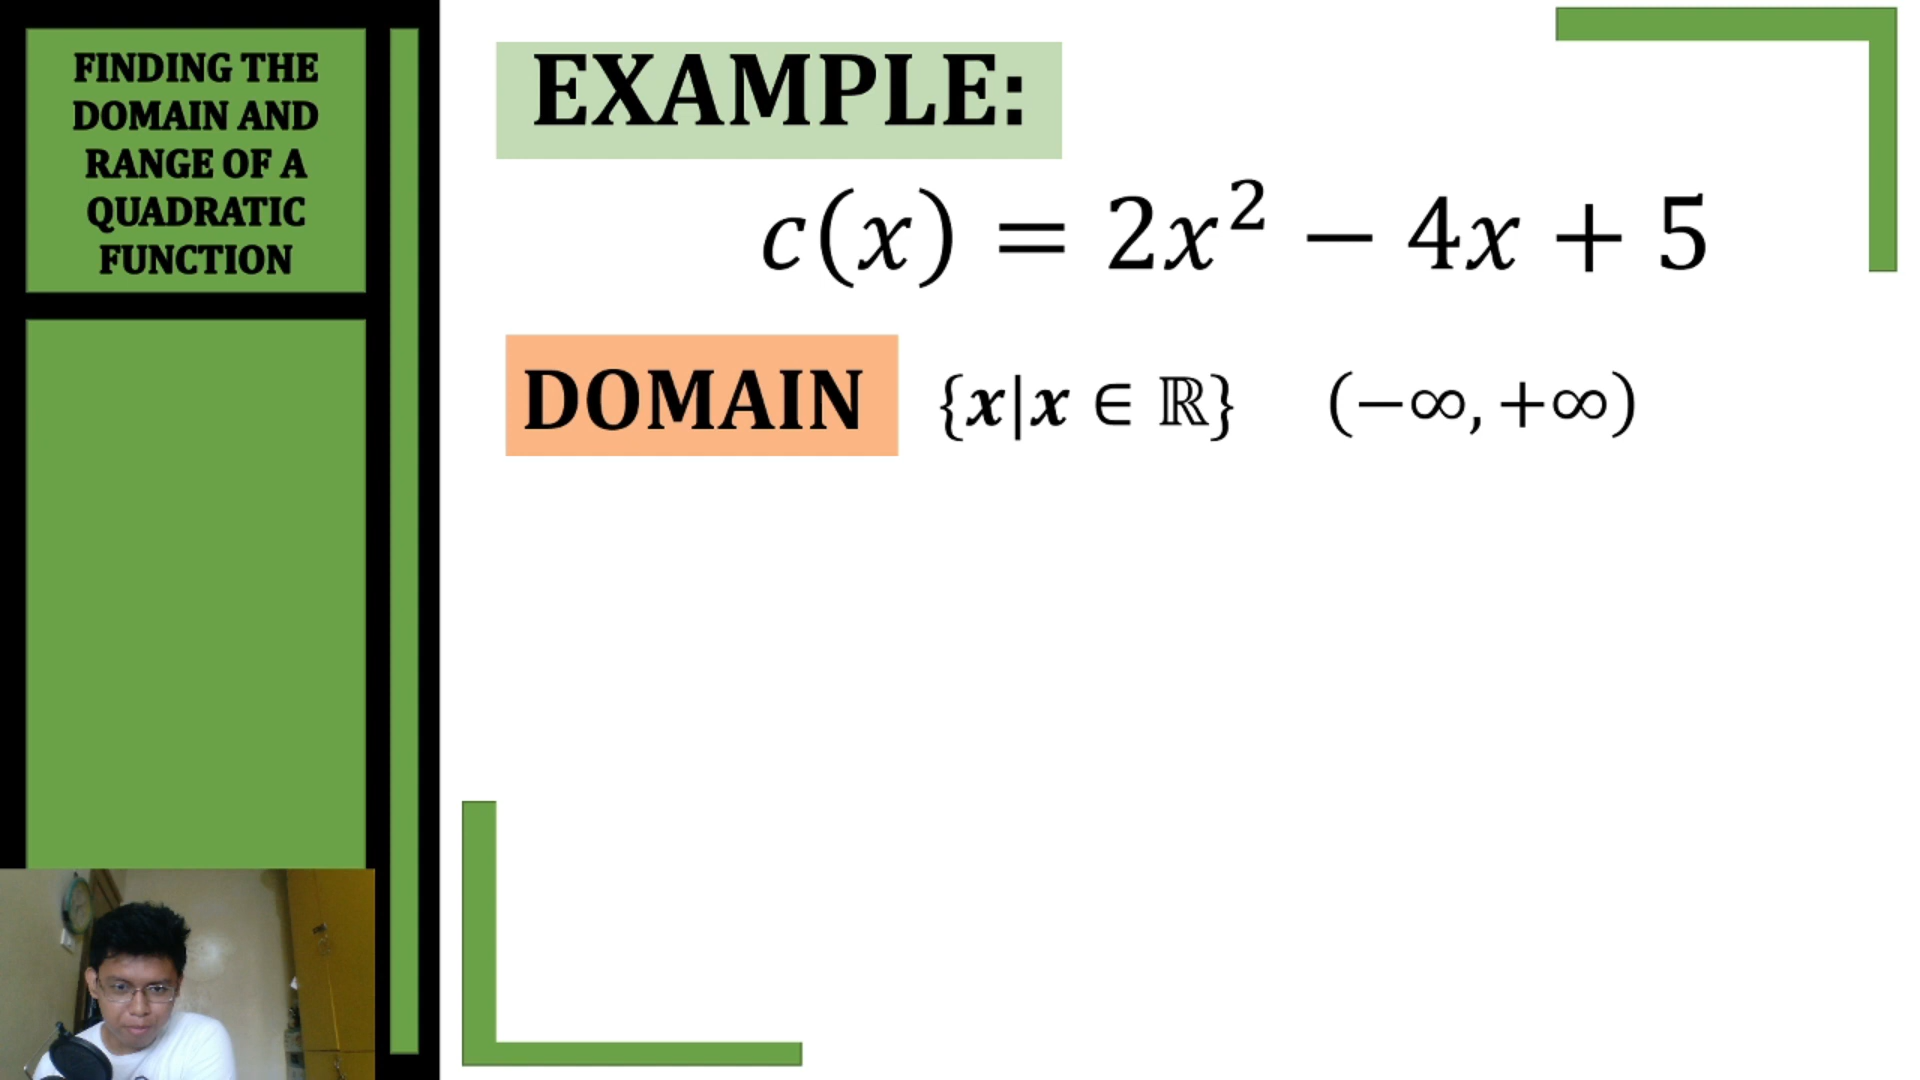 FINDING THE
DOMAIN AND
RANGE OF A
QUADRATIC
FUNCTION
EXAMPLE:
c(x) = 2x² − 4x + 5
DOMAIN {x|x ∈ ℝ} (−∞, +∞)